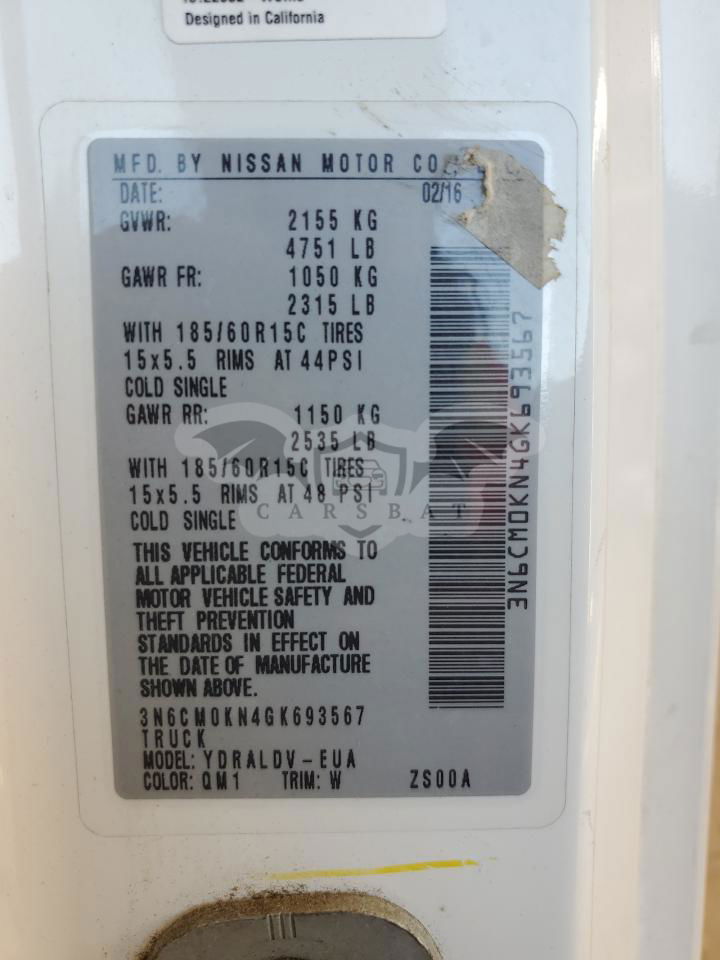 Designed in California
MFD. BY NISSAN MOTOR CO.,
DATE: 02/16
GVWR: 2155 KG
4751 LB
GAWR FR: 1050 KG
2315 LB
WITH 185/60R15C TIRES
15x5.5 RIMS AT 44PSI
COLD SINGLE
GAWR RR: 1150 KG
2535 LB
WITH 185/60R15C TIRES
15x5.5 RIMS AT 48 PSI
COLD SINGLE
THIS VEHICLE CONFORMS TO
ALL APPLICABLE FEDERAL
MOTOR VEHICLE SAFETY AND
THEFT PREVENTION
STANDARDS IN EFFECT ON
THE DATE OF MANUFACTURE
SHOWN ABOVE.
3N6CM0KN4GK693567
TRUCK
MODEL: YDRALDV-EUA
COLOR: QM1 TRIM: W ZS00A
3N6CM0KN4GK693567
CARSBAT